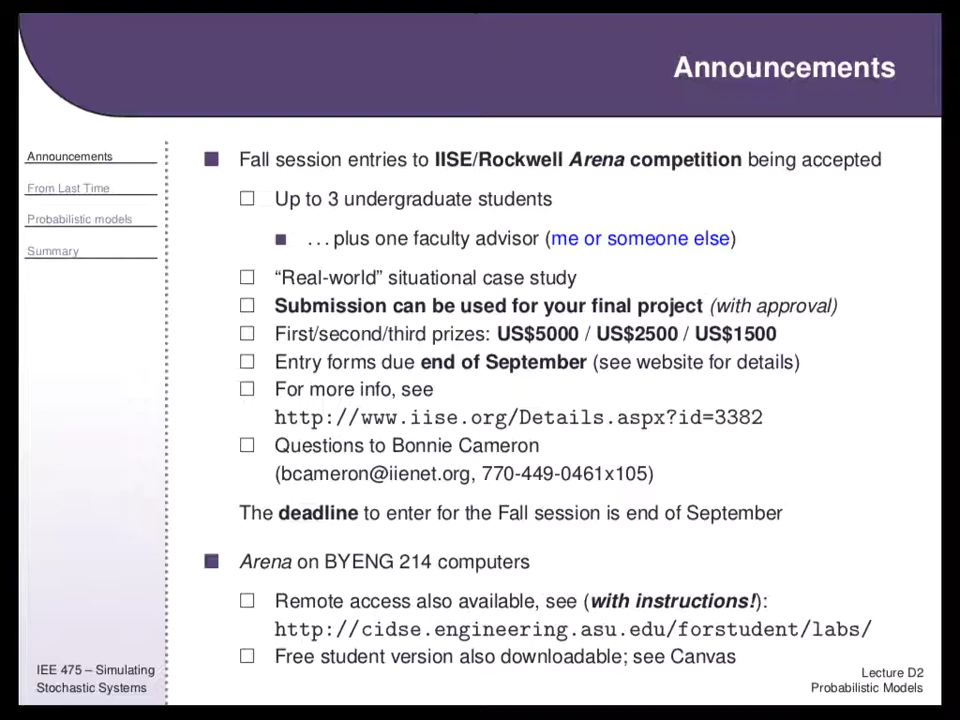 Announcements
Announcements
From Last Time
Probabilistic models
Summary
Fall session entries to IISE/Rockwell Arena competition being accepted
Up to 3 undergraduate students
...plus one faculty advisor (me or someone else)
“Real-world” situational case study
Submission can be used for your final project (with approval)
First/second/third prizes: US$5000 / US$2500 / US$1500
Entry forms due end of September (see website for details)
For more info, see
http://www.iise.org/Details.aspx?id=3382
Questions to Bonnie Cameron
(bcameron@iienet.org, 770-449-0461x105)
The deadline to enter for the Fall session is end of September
Arena on BYENG 214 computers
Remote access also available, see (with instructions!):
http://cidse.engineering.asu.edu/forstudent/labs/
Free student version also downloadable; see Canvas
IEE 475 – Simulating
Stochastic Systems
Lecture D2
Probabilistic Models